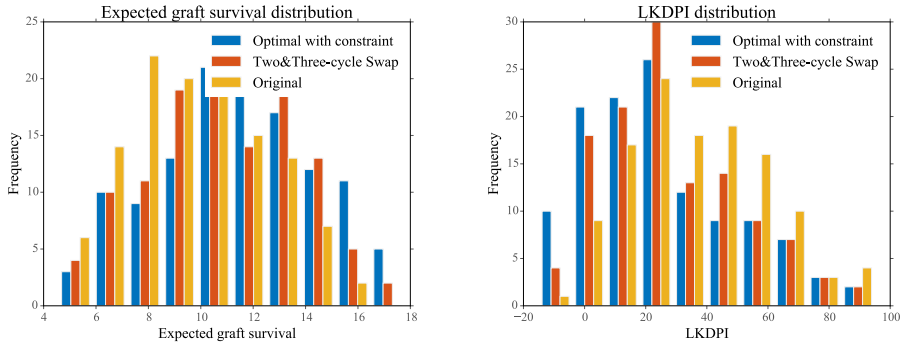 Expected graft survival distribution
25
20
15
10
5
0
Frequency
Optimal with constraint
Two&Three-cycle Swap
Original
4 6 8 10 12 14 16 18
Expected graft survival
LKDPI distribution
30
25
20
15
10
5
0
Frequency
Optimal with constraint
Two&Three-cycle Swap
Original
−20 0 20 40 60 80 100
LKDPI